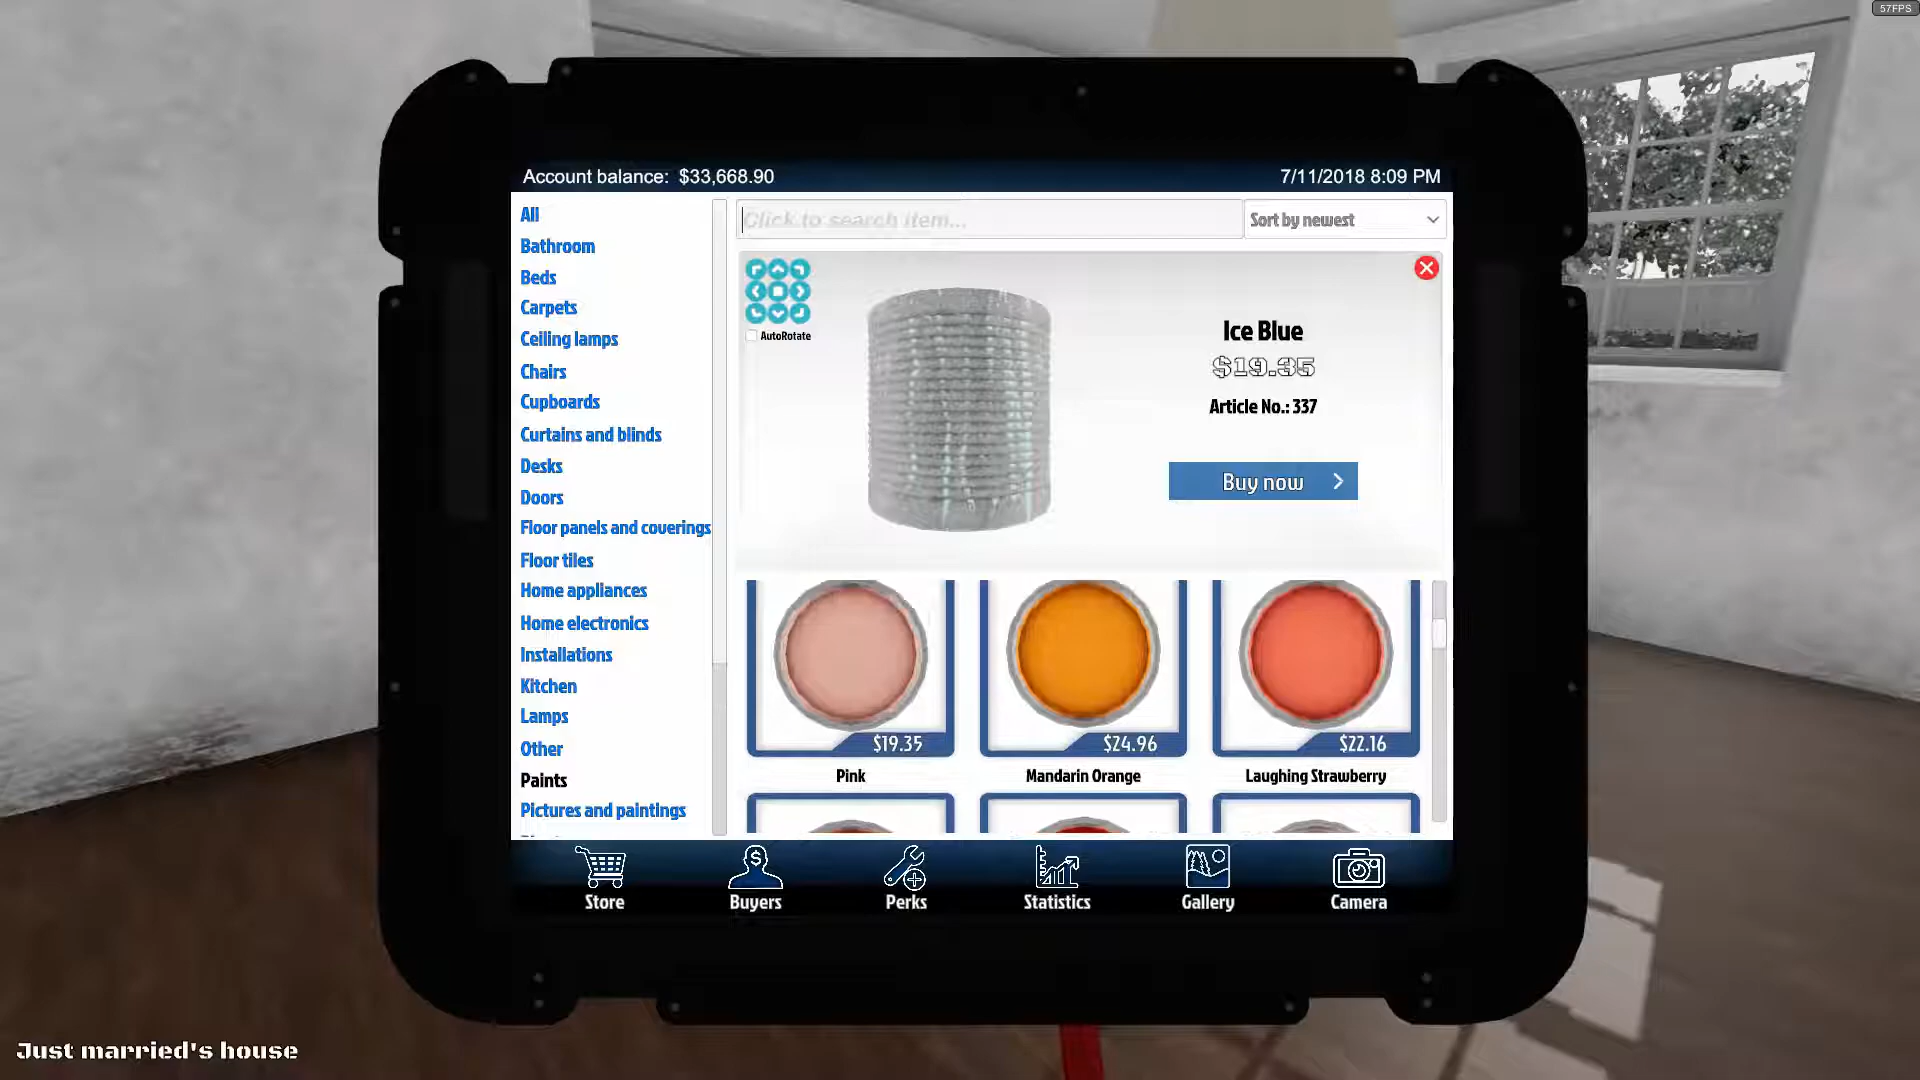 57FPS
Account balance: $33,668.90
7/11/2018 8:09 PM
All
Bathroom
Beds
Carpets
Ceiling lamps
Chairs
Cupboards
Curtains and blinds
Desks
Doors
Floor panels and coverings
Floor tiles
Home appliances
Home electronics
Installations
Kitchen
Lamps
Other
Paints
Pictures and paintings
Click to search item...
Sort by newest
AutoRotate
Ice Blue
$19.35
Article No.: 337
Buy now
$19.35
$24.96
$22.16
Pink
Mandarin Orange
Laughing Strawberry
Store
Buyers
Perks
Statistics
Gallery
Camera
Just married's house